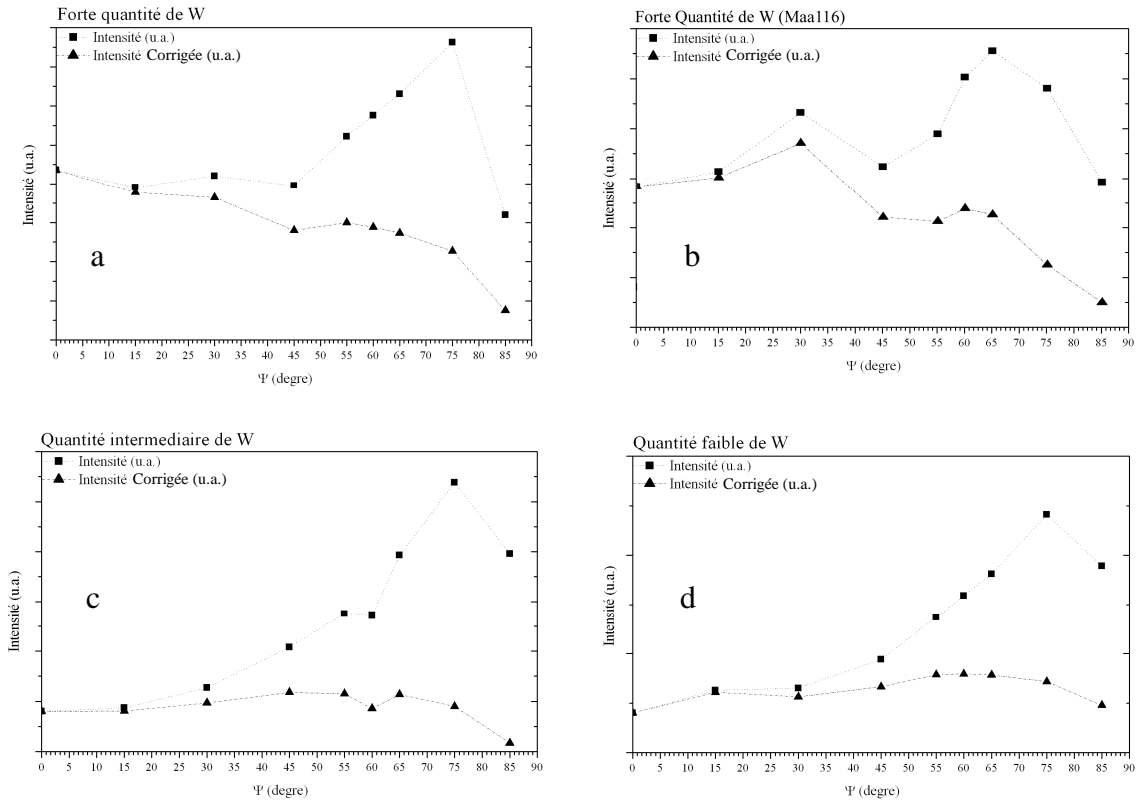 Forte quantité de W
Intensité (u.a.)
Intensité Corrigée (u.a.)
Intensité (u.a.)
a
0 5 10 15 20 25 30 35 40 45 50 55 60 65 70 75 80 85 90
Ψ (degre)
Forte Quantité de W (Maa116)
Intensité (u.a.)
Intensité Corrigée (u.a.)
Intensité (u.a.)
b
0 5 10 15 20 25 30 35 40 45 50 55 60 65 70 75 80 85 90
Ψ (degre)
Quantité intermediaire de W
Intensité (u.a.)
Intensité Corrigée (u.a.)
Intensité (u.a.)
c
0 5 10 15 20 25 30 35 40 45 50 55 60 65 70 75 80 85 90
Ψ (degre)
Quantité faible de W
Intensité (u.a.)
Intensité Corrigée (u.a.)
Intensité (u.a.)
d
0 5 10 15 20 25 30 35 40 45 50 55 60 65 70 75 80 85 90
Ψ (degre)